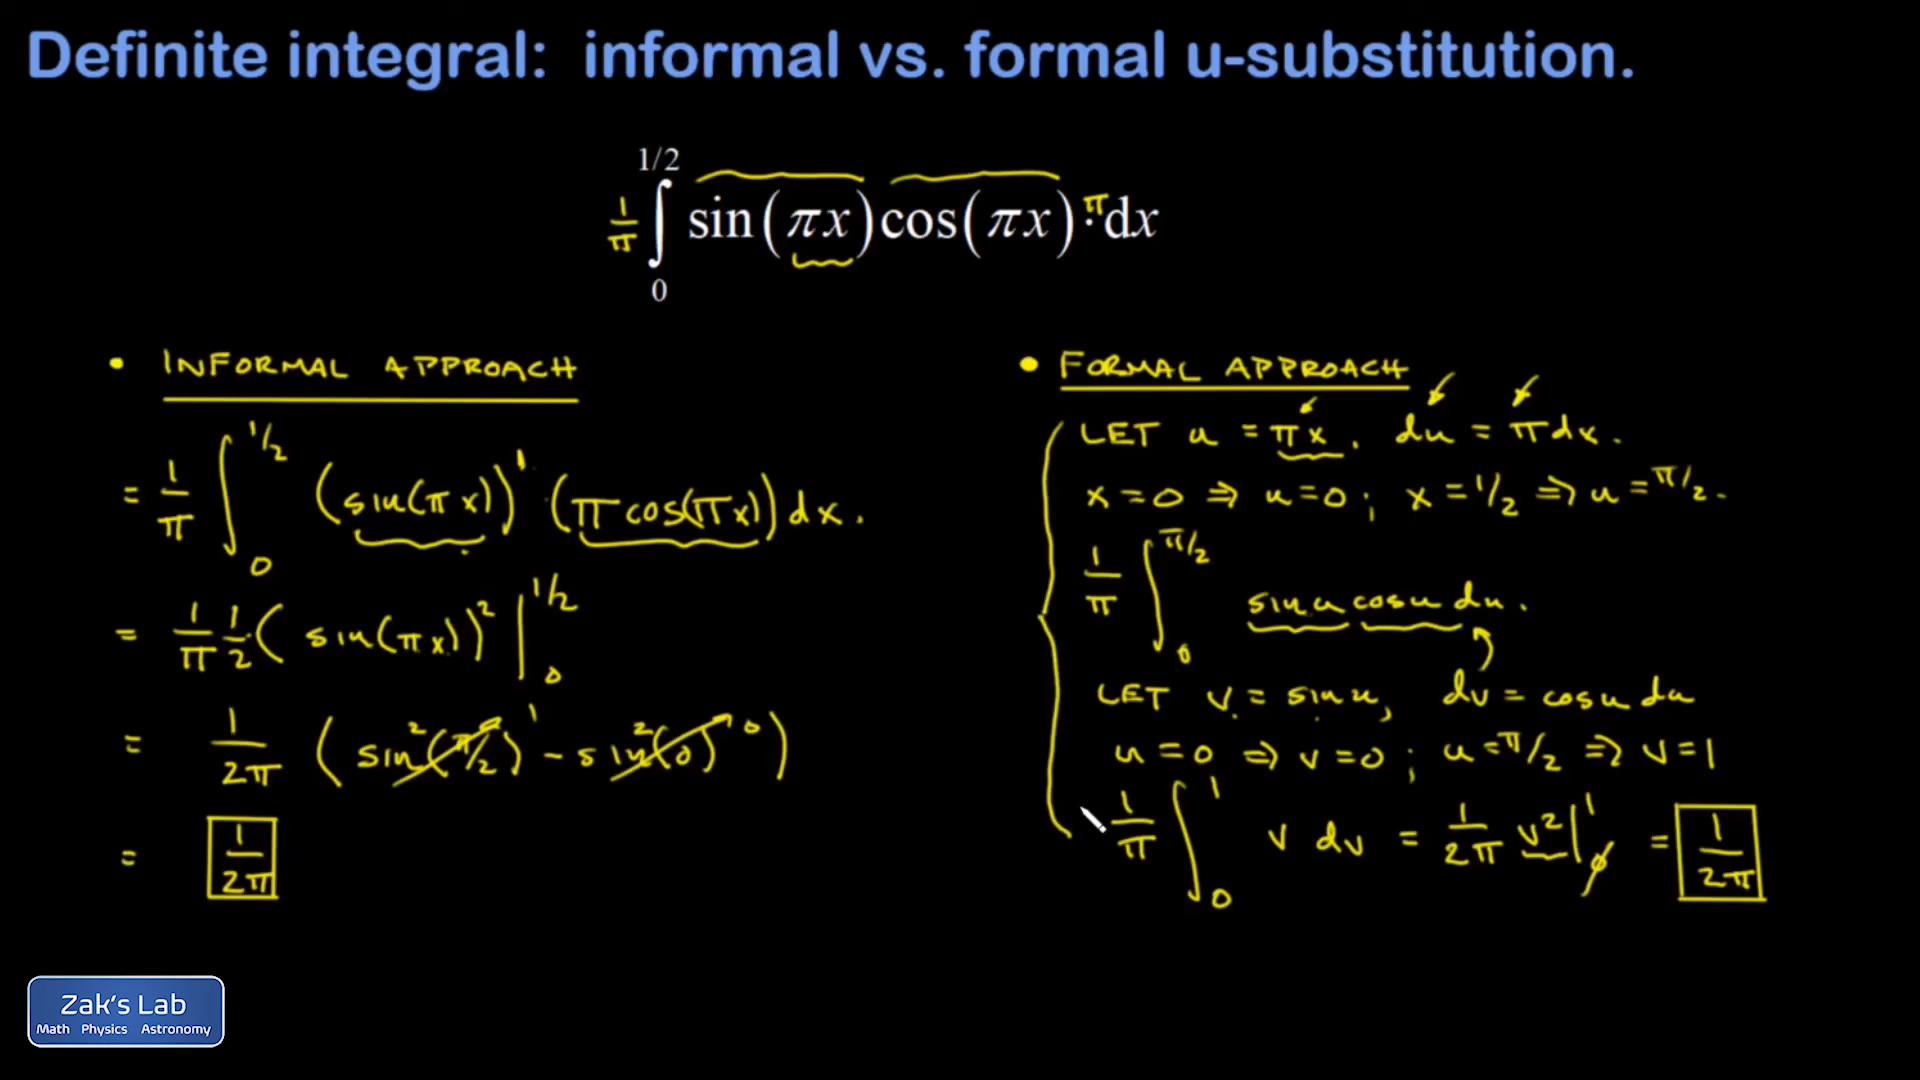 Definite integral: informal vs. formal u-substitution.
1/π ∫₀^(1/2) sin(πx)cos(πx)·π dx
• INFORMAL APPROACH
= 1/π ∫₀^(1/2) (sin(πx))¹ · (π cos(πx)) dx.
= 1/π · 1/2 (sin(πx))² |₀^(1/2)
= 1/2π (sin²(π/2) ¹ − sin²(0) ⁰)
= 1/2π
• FORMAL APPROACH
LET u = πx, du = πdx.
x = 0 ⇒ u = 0; x = 1/2 ⇒ u = π/2.
1/π ∫₀^(π/2) sin u cos u du.
LET v = sin u, dv = cos u du
u = 0 ⇒ v = 0; u = π/2 ⇒ v = 1
1/π ∫₀¹ v dv = 1/2π v² |₀¹ = 1/2π
Zak's Lab
Math Physics Astronomy